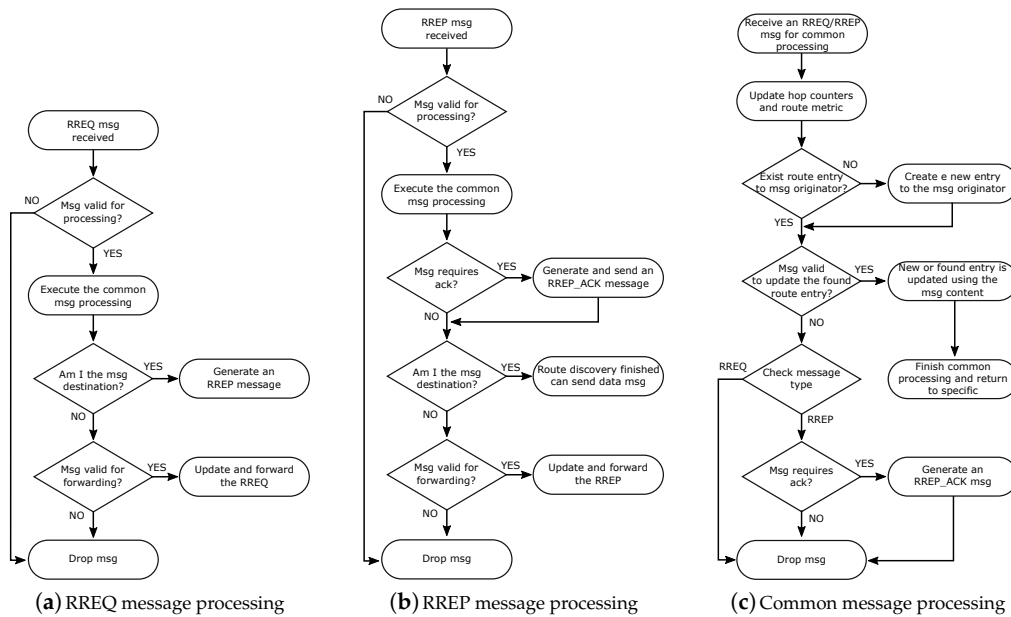 RREQ msg
received
NO
Msg valid for
processing?
YES
Execute the common
msg processing
Am I the msg
destination?
YES
Generate an
RREP message
NO
Msg valid for
forwarding?
YES
Update and forward
the RREQ
NO
Drop msg
(a) RREQ message processing
RREP msg
received
NO
Msg valid for
processing?
YES
Execute the common
msg processing
Msg requires
ack?
YES
Generate and send an
RREP_ACK message
NO
Am I the msg
destination?
YES
Route discovery finished
can send data msg
NO
Msg valid for
forwarding?
YES
Update and forward
the RREP
NO
Drop msg
(b) RREP message processing
Receive an RREQ/RREP
msg for common
processing
Update hop counters
and route metric
Exist route entry
to msg originator?
NO
Create e new entry
to the msg originator
YES
Msg valid
to update the found
route entry?
YES
New or found entry is
updated using the
msg content
NO
Finish common
processing and return
to specific
RREQ
Check message
type
RREP
Msg requires
ack?
YES
Generate an
RREP_ACK msg
NO
Drop msg
(c) Common message processing